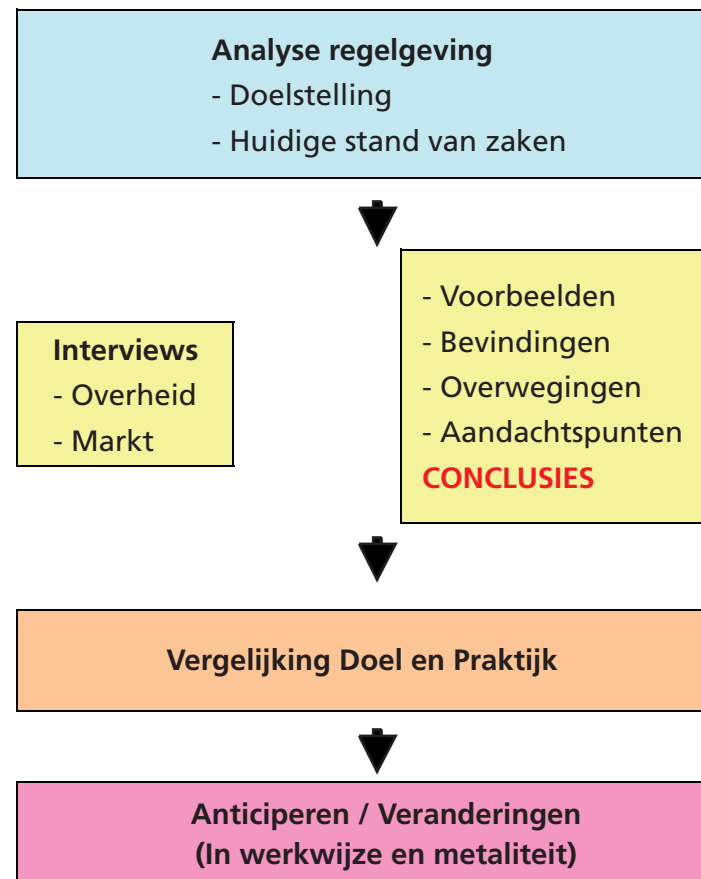 Analyse regelgeving
- Doelstelling
- Huidige stand van zaken
Interviews
- Overheid
- Markt
- Voorbeelden
- Bevindingen
- Overwegingen
- Aandachtspunten
CONCLUSIES
Vergelijking Doel en Praktijk
Anticiperen / Veranderingen
(In werkwijze en metaliteit)